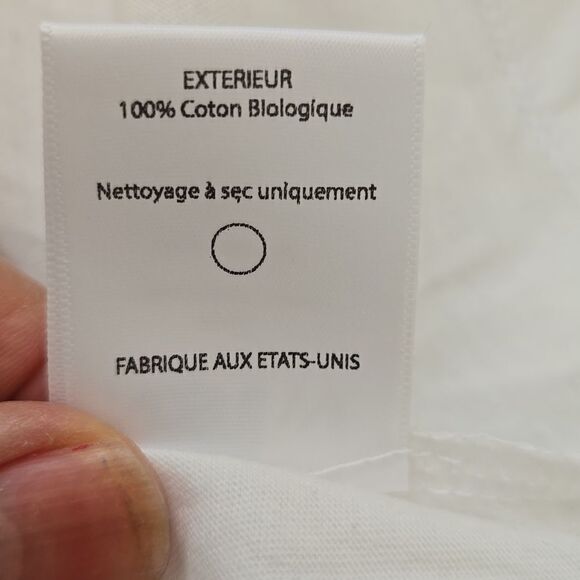 EXTERIEUR
100% Coton Biologique
Nettoyage à sec uniquement
FABRIQUE AUX ETATS-UNIS